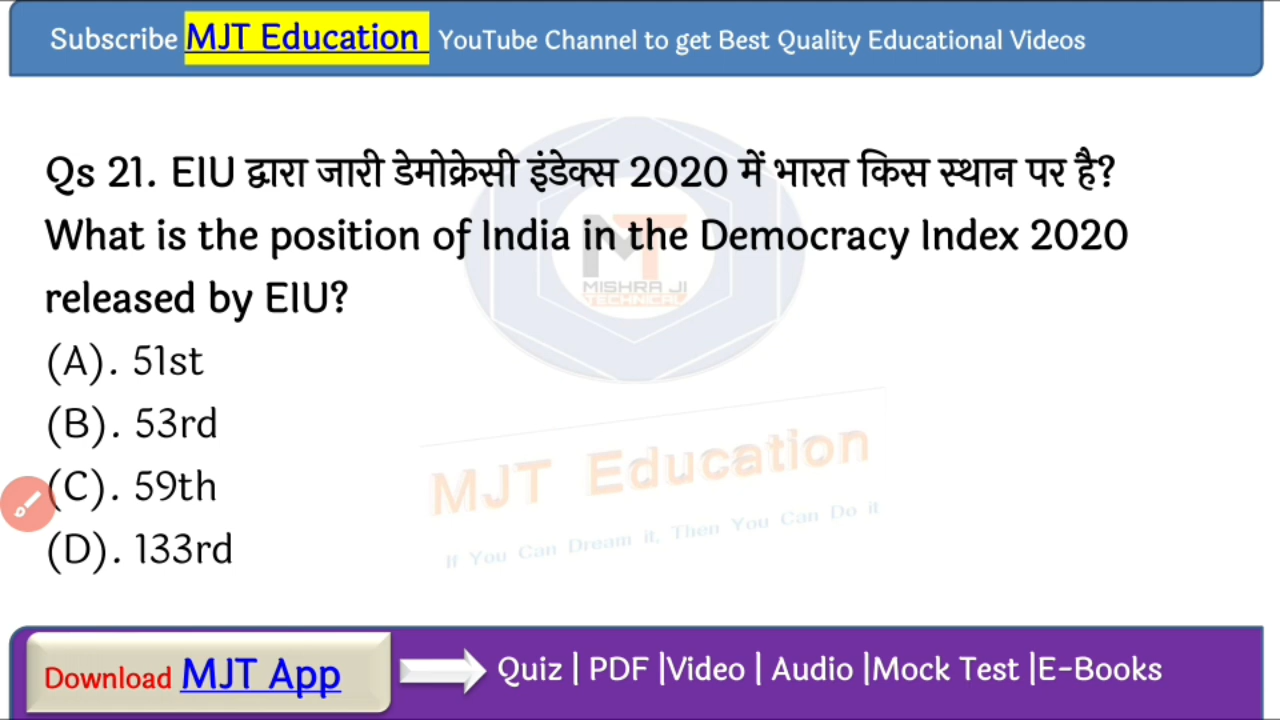 Subscribe MJT Education YouTube Channel to get Best Quality Educational Videos
Qs 21. EIU द्वारा जारी डेमोक्रेसी इंडेक्स 2020 में भारत किस स्थान पर है?
What is the position of India in the Democracy Index 2020
released by EIU?
(A). 51st
(B). 53rd
(C). 59th
(D). 133rd
MT
MISHRA JI
TECHNICAL
MJT Education
If You Can Dream it, Then You Can Do it
Download MJT App
Quiz | PDF |Video | Audio |Mock Test |E-Books